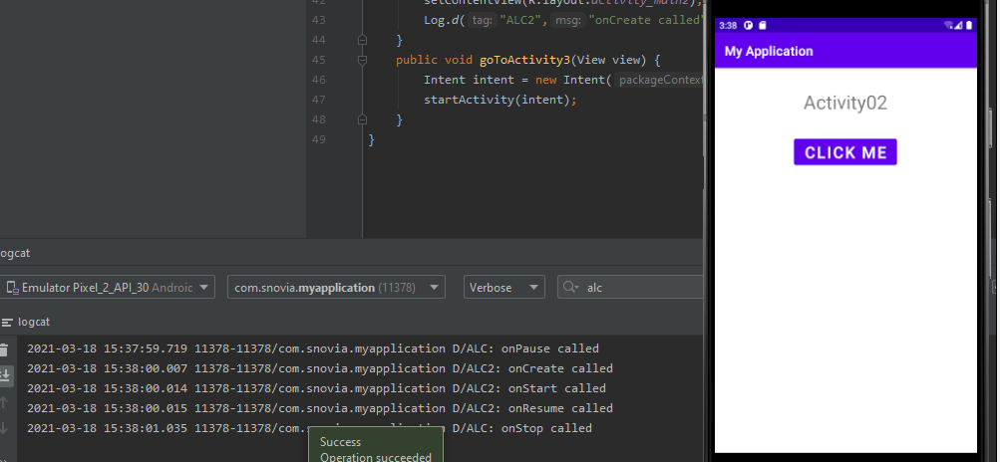 42 setContentView(R.layout.activity_main2);
43 Log.d( tag: "ALC2", msg: "onCreate called"
44 }
45 public void goToActivity3(View view) {
46 Intent intent = new Intent( packageContext
47 startActivity(intent);
48 }
49 }
ogcat
Emulator Pixel_2_API_30 Androic
com.snovia.myapplication (11378)
Verbose
alc
logcat
2021-03-18 15:37:59.719 11378-11378/com.snovia.myapplication D/ALC: onPause called
2021-03-18 15:38:00.007 11378-11378/com.snovia.myapplication D/ALC2: onCreate called
2021-03-18 15:38:00.014 11378-11378/com.snovia.myapplication D/ALC2: onStart called
2021-03-18 15:38:00.015 11378-11378/com.snovia.myapplication D/ALC2: onResume called
2021-03-18 15:38:01.035 11378-11378/com.snovia.myapplication D/ALC: onStop called
Success
Operation succeeded
3:38
My Application
Activity02
CLICK ME